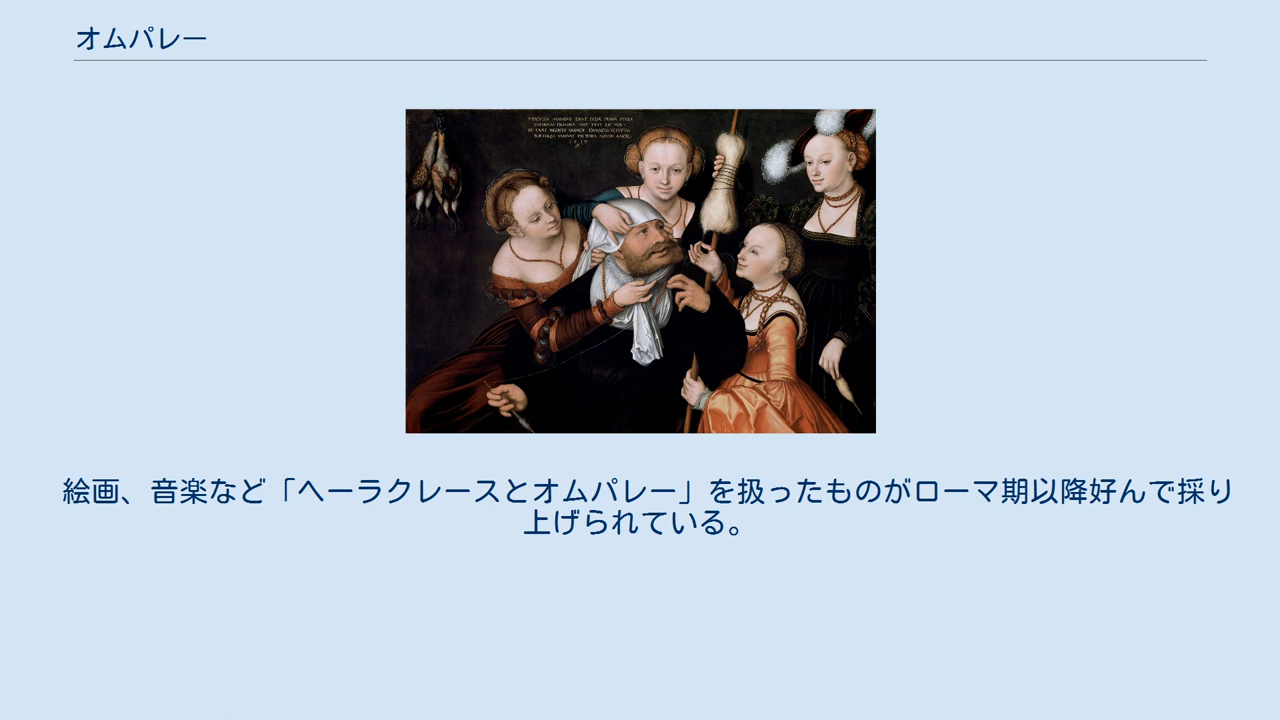 オムパレー
絵画、音楽など「ヘーラクレースとオムパレー」を扱ったものがローマ期以降好んで採り
上げられている。